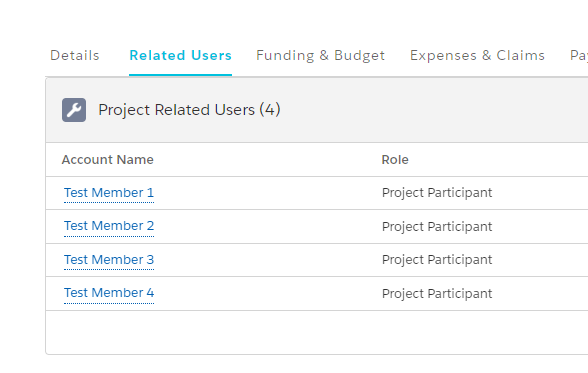 Details Related Users Funding & Budget Expenses & Claims
Project Related Users (4)
Account Name Role
Test Member 1 Project Participant
Test Member 2 Project Participant
Test Member 3 Project Participant
Test Member 4 Project Participant